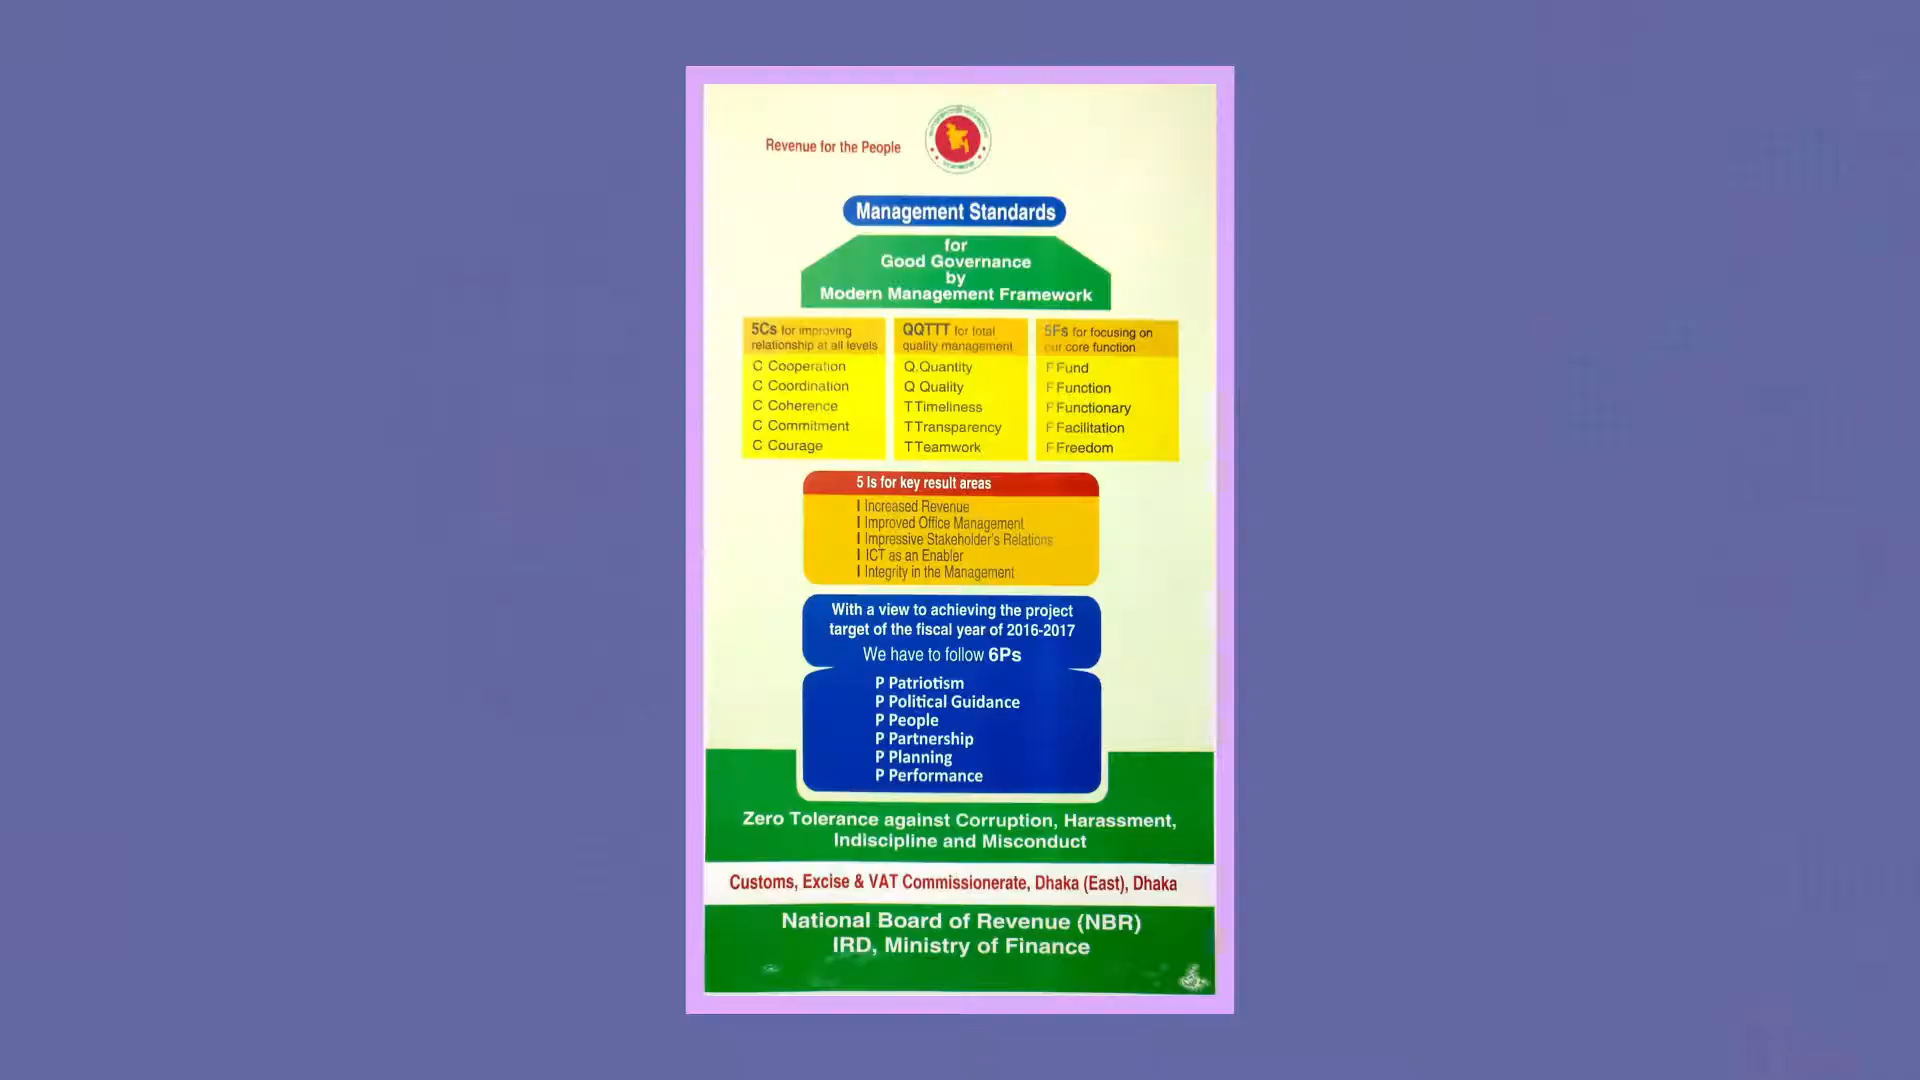 Revenue for the People
Management Standards
for
Good Governance
by
Modern Management Framework
5Cs for improving
relationship at all levels
C Cooperation
C Coordination
C Coherence
C Commitment
C Courage
QQTTT for total
quality management
Q.Quantity
Q Quality
T Timeliness
T Transparency
T Teamwork
5Fs for focusing on
our core function
F Fund
F Function
F Functionary
F Facilitation
F Freedom
5 Is for key result areas
I Increased Revenue
I Improved Office Management
I Impressive Stakeholder's Relations
I ICT as an Enabler
I Integrity in the Management
With a view to achieving the project
target of the fiscal year of 2016-2017
We have to follow 6Ps
P Patriotism
P Political Guidance
P People
P Partnership
P Planning
P Performance
Zero Tolerance against Corruption, Harassment,
Indiscipline and Misconduct
Customs, Excise & VAT Commissionerate, Dhaka (East), Dhaka
National Board of Revenue (NBR)
IRD, Ministry of Finance